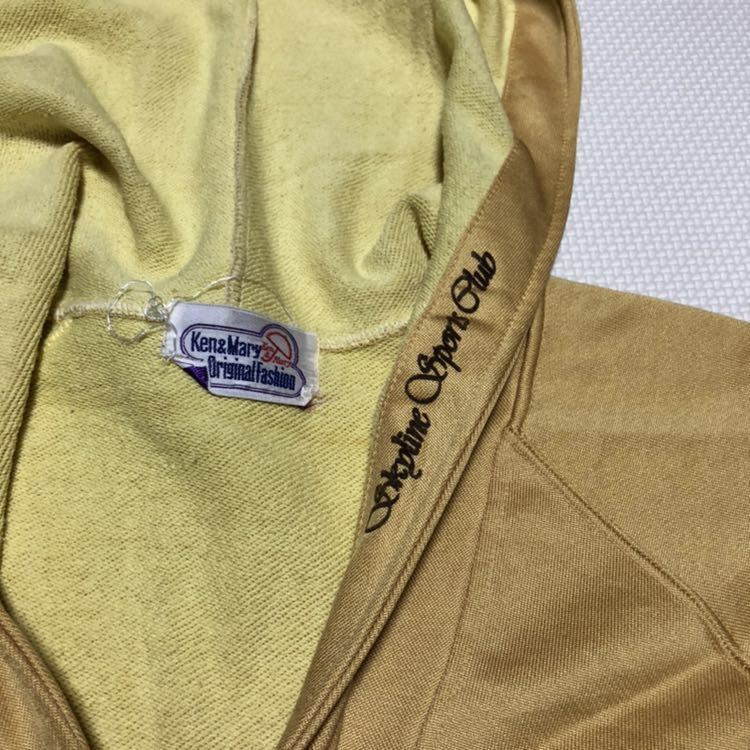 Ken&Mary
Original Fashion
Skyline Sports Club